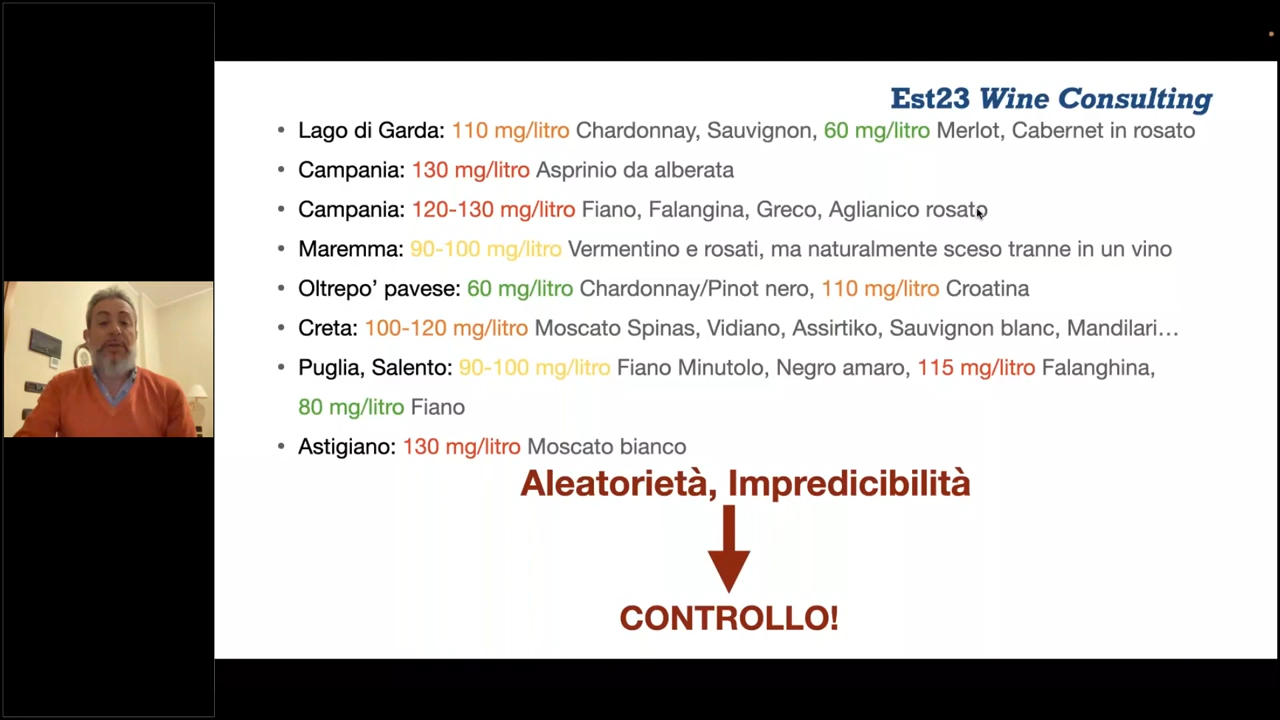 Est23 Wine Consulting
• Lago di Garda: 110 mg/litro Chardonnay, Sauvignon, 60 mg/litro Merlot, Cabernet in rosato
• Campania: 130 mg/litro Asprinio da alberata
• Campania: 120-130 mg/litro Fiano, Falangina, Greco, Aglianico rosato
• Maremma: 90-100 mg/litro Vermentino e rosati, ma naturalmente sceso tranne in un vino
• Oltrepo’ pavese: 60 mg/litro Chardonnay/Pinot nero, 110 mg/litro Croatina
• Creta: 100-120 mg/litro Moscato Spinas, Vidiano, Assirtiko, Sauvignon blanc, Mandilari…
• Puglia, Salento: 90-100 mg/litro Fiano Minutolo, Negro amaro, 115 mg/litro Falanghina,
80 mg/litro Fiano
• Astigiano: 130 mg/litro Moscato bianco
Aleatorietà, Impredicibilità
CONTROLLO!